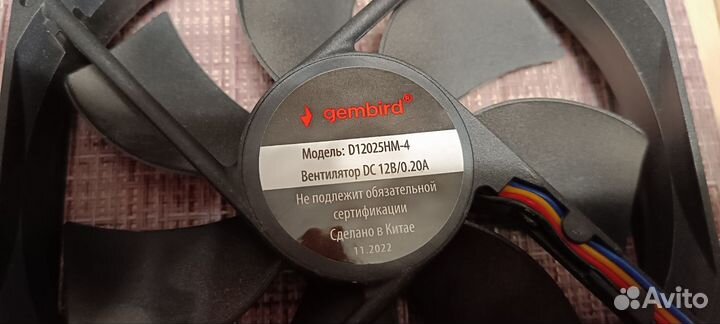 gembird®
Модель: D12025HM-4
Вентилятор DC 12В/0.20А
Не подлежит обязательной
сертификации
Сделано в Китае
11.2022
Avito